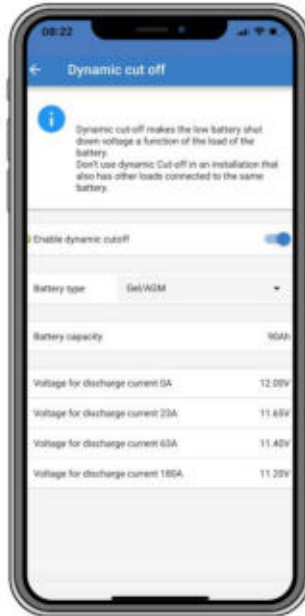 08:22
Dynamic cut off
Dynamic cut-off makes the low battery shut
down voltage a function of the load of the
battery.
Don't use dynamic Cut-off in an installation that
also has other loads connected to the same
battery.
Enable dynamic cutoff
Battery type Gel/AGM
Battery capacity 90Ah
Voltage for discharge current 0A 12.00V
Voltage for discharge current 23A 11.65V
Voltage for discharge current 63A 11.40V
Voltage for discharge current 180A 11.20V